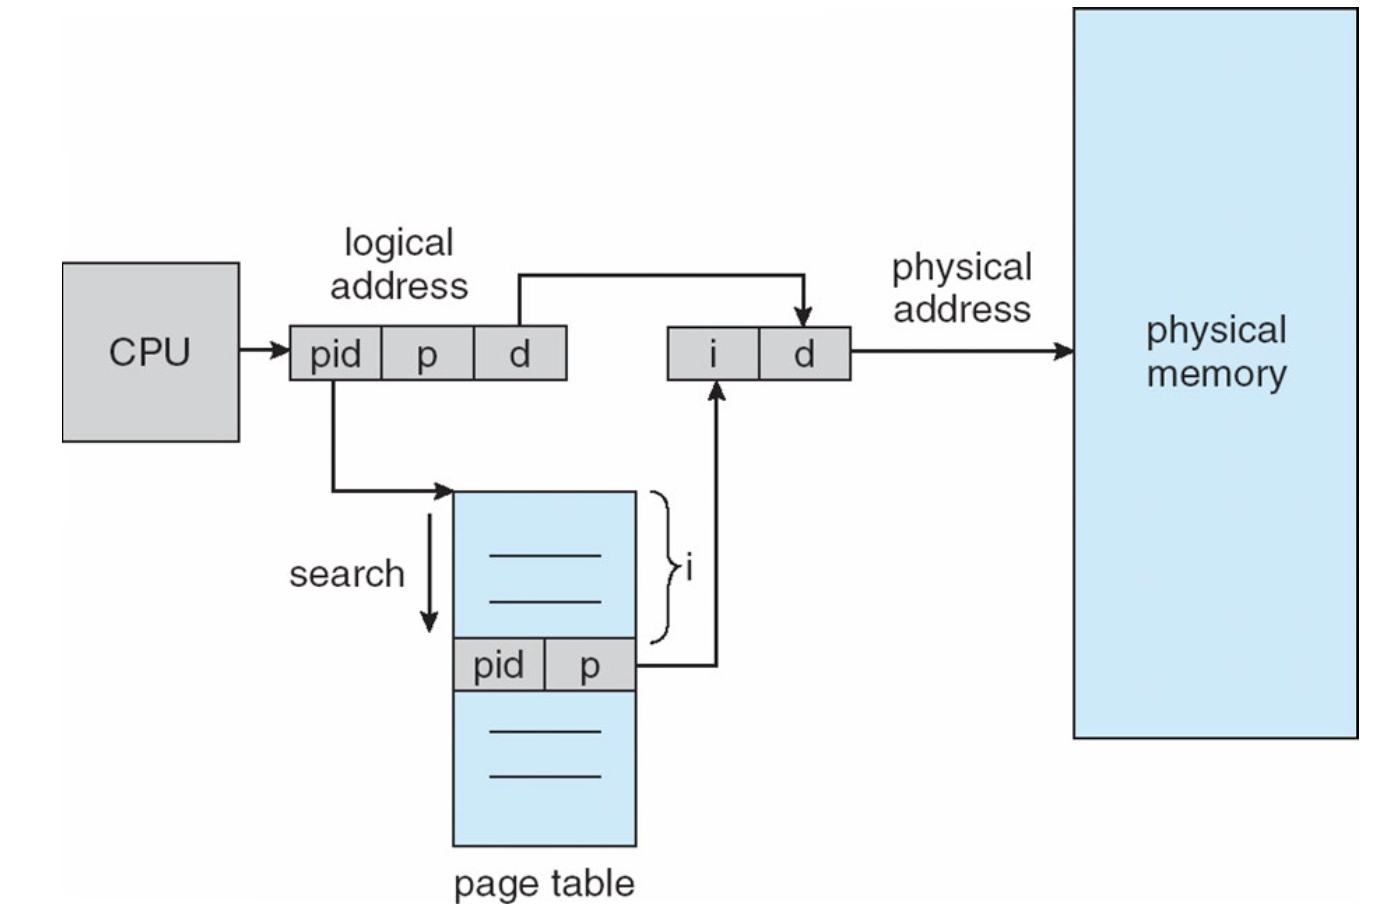 logical
address
CPU
pid p d
i d
physical
address
physical
memory
search
i
pid p
page table